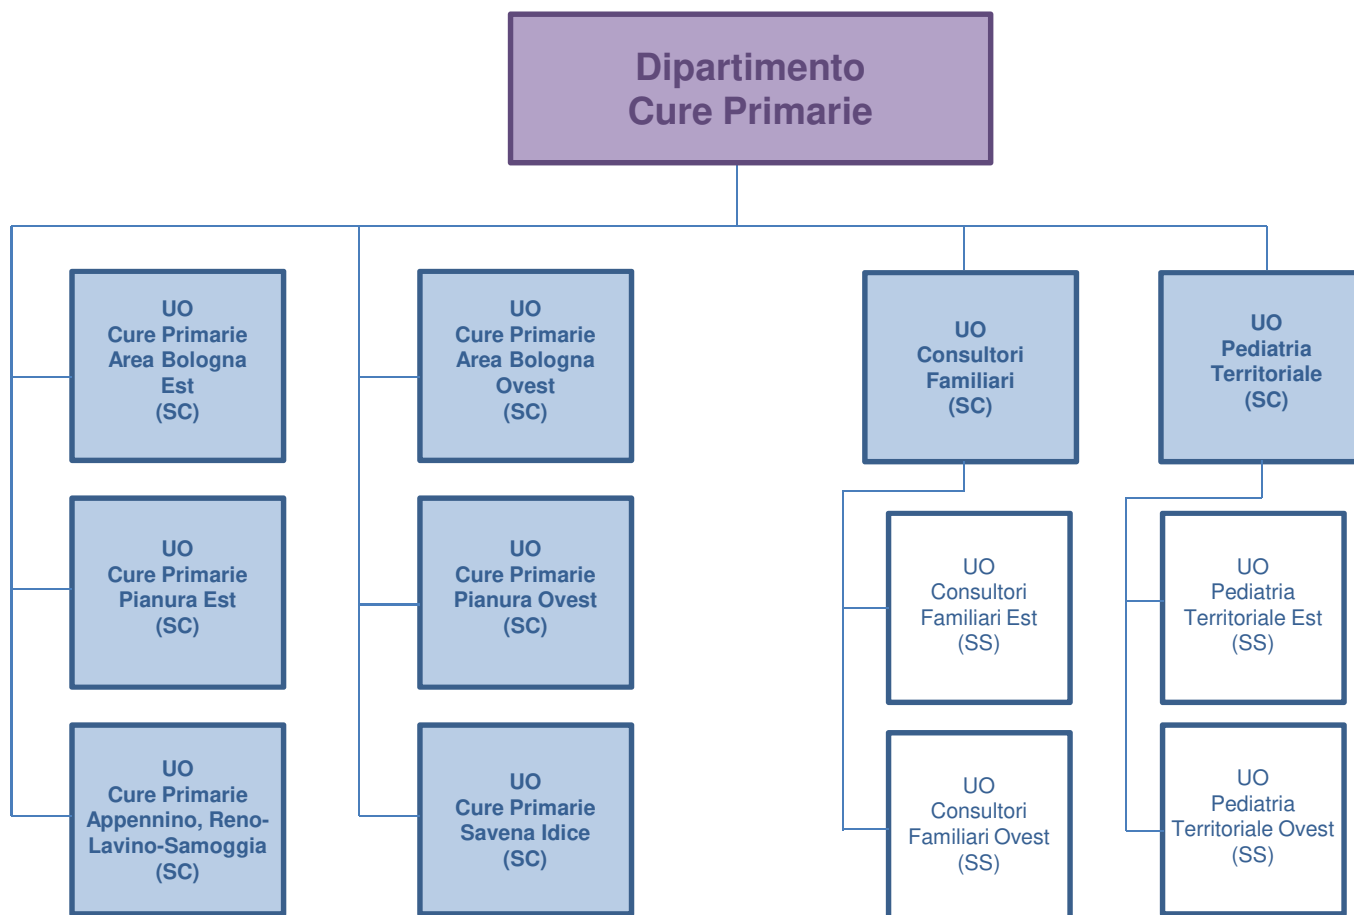 Dipartimento
Cure Primarie
UO
Cure Primarie
Area Bologna
Est
(SC)
UO
Cure Primarie
Area Bologna
Ovest
(SC)
UO
Consultori
Familiari
(SC)
UO
Pediatria
Territoriale
(SC)
UO
Cure Primarie
Pianura Est
(SC)
UO
Cure Primarie
Pianura Ovest
(SC)
UO
Consultori
Familiari Est
(SS)
UO
Pediatria
Territoriale Est
(SS)
UO
Cure Primarie
Appennino, Reno-
Lavino-Samoggia
(SC)
UO
Cure Primarie
Savena Idice
(SC)
UO
Consultori
Familiari Ovest
(SS)
UO
Pediatria
Territoriale Ovest
(SS)